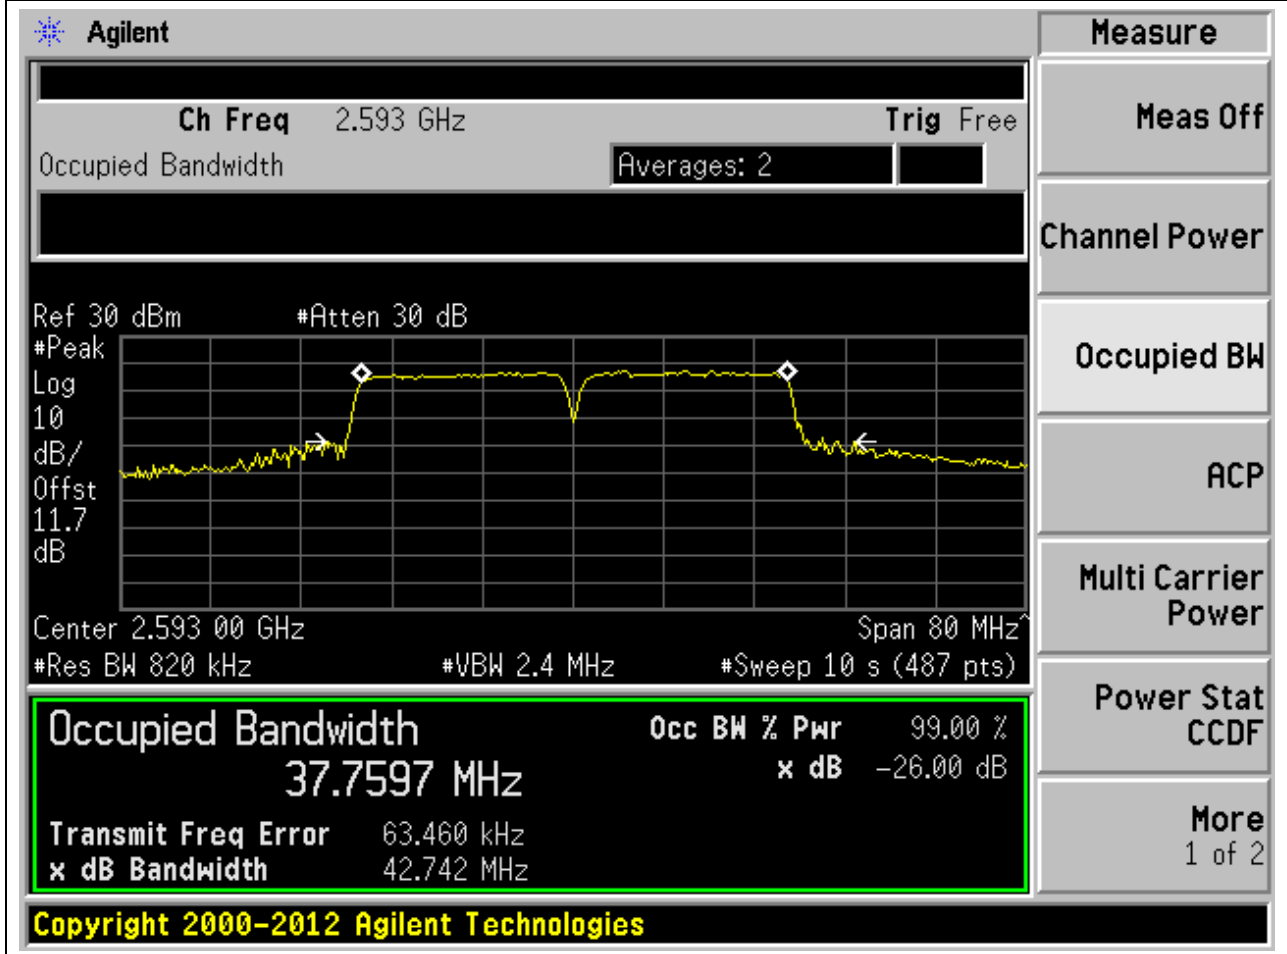 Agilent
Measure
Ch Freq 2.593 GHz Trig Free
Occupied Bandwidth Averages: 2
Meas Off
Channel Power
Occupied BW
ACP
Multi Carrier
Power
Power Stat
CCDF
More
1 of 2
Ref 30 dBm #Atten 30 dB
#Peak
Log
10
dB/
Offst
11.7
dB
Center 2.593 00 GHz Span 80 MHz^
#Res BW 820 kHz #VBW 2.4 MHz #Sweep 10 s (487 pts)
Occupied Bandwidth Occ BW % Pwr 99.00 %
37.7597 MHz x dB -26.00 dB
Transmit Freq Error 63.460 kHz
x dB Bandwidth 42.742 MHz
Copyright 2000-2012 Agilent Technologies